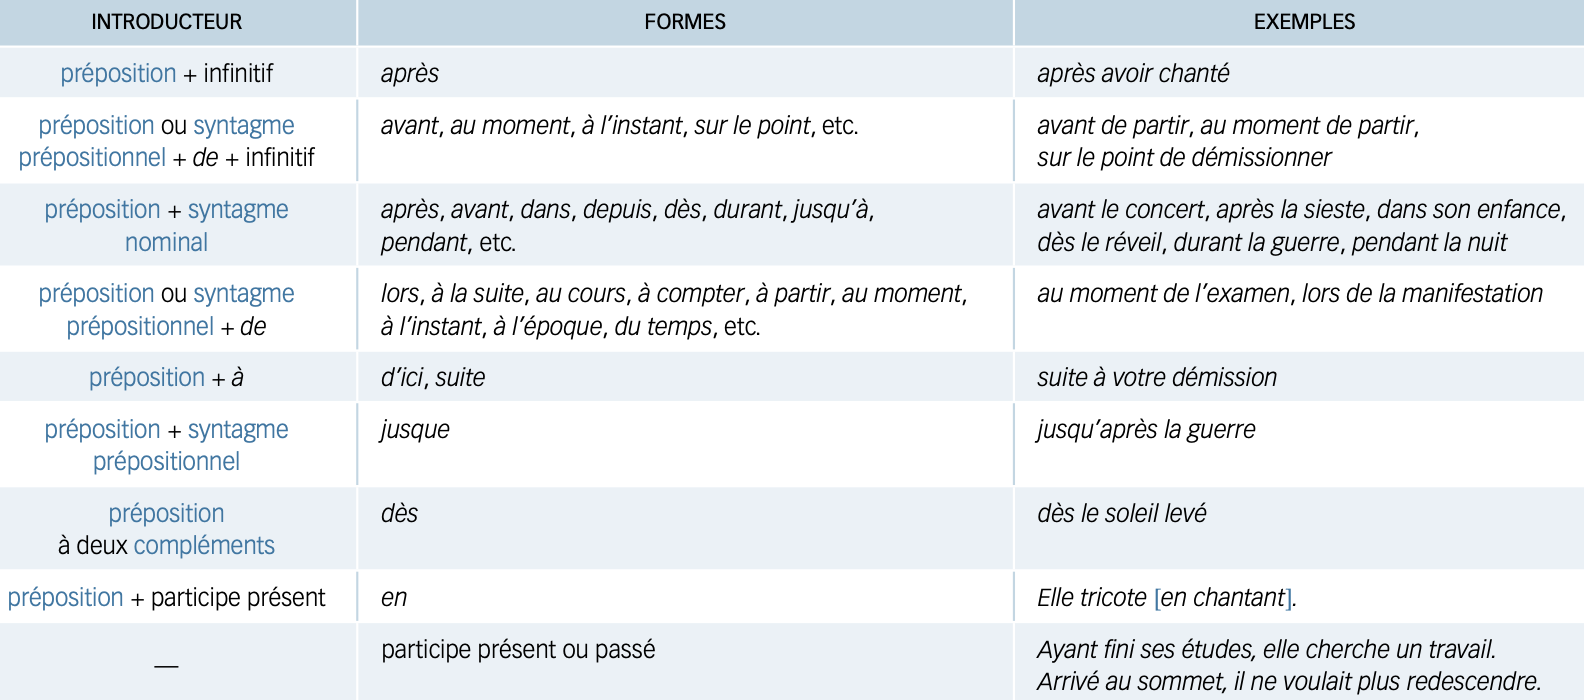 INTRODUCTEUR FORMES EXEMPLES
préposition + infinitif après après avoir chanté
préposition ou syntagme avant, au moment, à l’instant, sur le point, etc. avant de partir, au moment de partir,
prépositionnel + de + infinitif sur le point de démissionner
préposition + syntagme après, avant, dans, depuis, dès, durant, jusqu’à, avant le concert, après la sieste, dans son enfance,
nominal pendant, etc. dès le réveil, durant la guerre, pendant la nuit
préposition ou syntagme lors, à la suite, au cours, à compter, à partir, au moment, au moment de l’examen, lors de la manifestation
prépositionnel + de à l’instant, à l’époque, du temps, etc.
préposition + à d’ici, suite suite à votre démission
préposition + syntagme jusque jusqu’après la guerre
prépositionnel
préposition dès dès le soleil levé
à deux compléments
préposition + participe présent en Elle tricote [en chantant].
— participe présent ou passé Ayant fini ses études, elle cherche un travail.
Arrivé au sommet, il ne voulait plus redescendre.